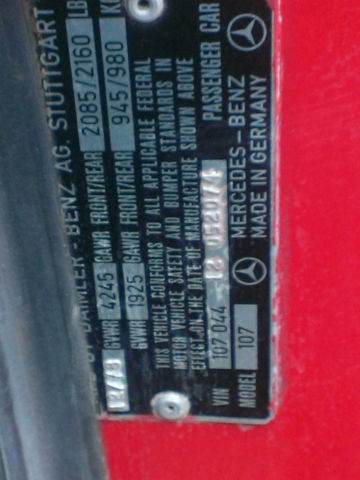 DAIMLER-BENZ AG. STUTTGART
GVWR 4246 GAWR FRONT/REAR 2085/2160 LB
GVWR 1925 GAWR FRONT/REAR 945/980
THIS VEHICLE CONFORMS TO ALL APPLICABLE FEDERAL
MOTOR VEHICLE SAFETY AND BUMPER STANDARDS IN
EFFECT ON THE DATE OF MANUFACTURE SHOWN ABOVE
VIN 107 044 12 PASSENGER CAR
MODEL 107 MERCEDES-BENZ
MADE IN GERMANY